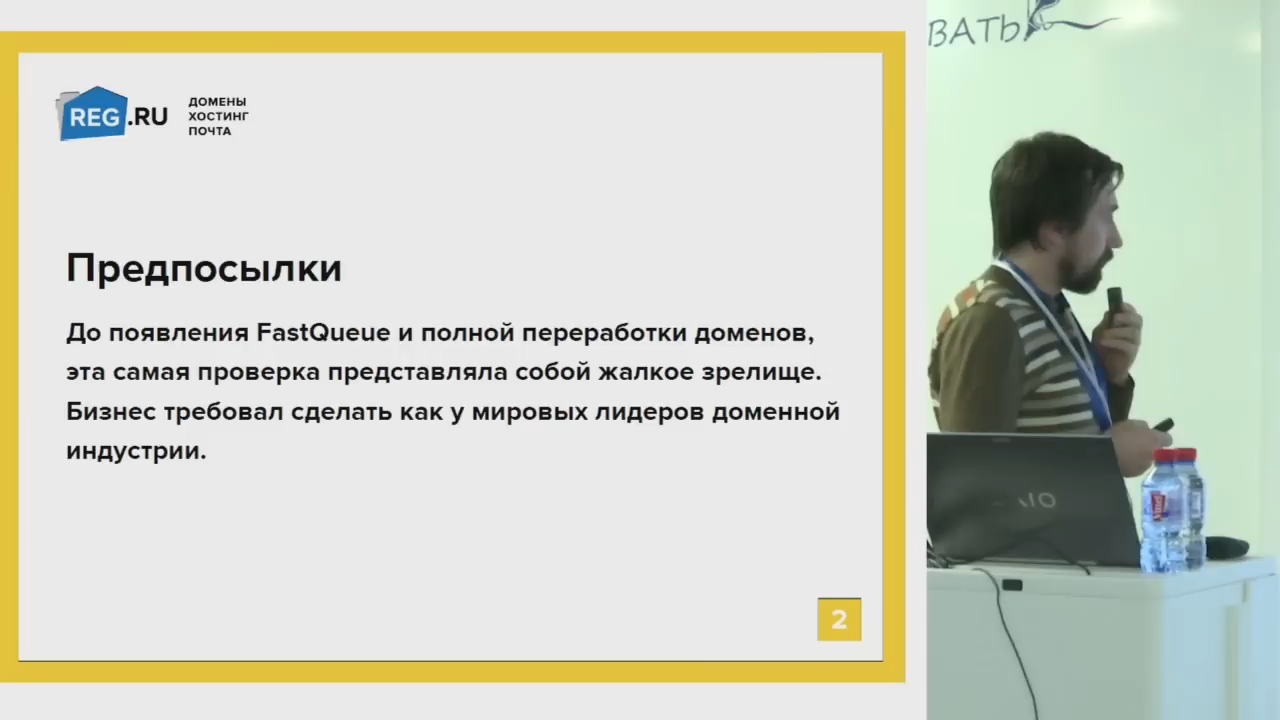 REG.RU
ДОМЕНЫ
ХОСТИНГ
ПОЧТА
Предпосылки
До появления FastQueue и полной переработки доменов,
эта самая проверка представляла собой жалкое зрелище.
Бизнес требовал сделать как у мировых лидеров доменной
индустрии.
2
ВАТЬ